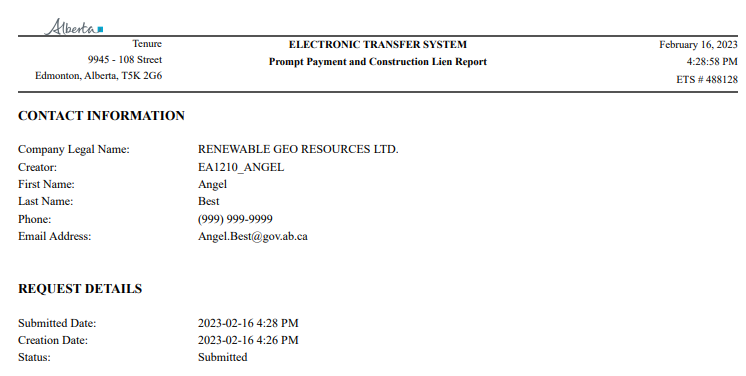 Alberta
Tenure
9945 - 108 Street
Edmonton, Alberta, T5K 2G6
ELECTRONIC TRANSFER SYSTEM
Prompt Payment and Construction Lien Report
February 16, 2023
4:28:58 PM
ETS # 488128
CONTACT INFORMATION
Company Legal Name: RENEWABLE GEO RESOURCES LTD.
Creator: EA1210_ANGEL
First Name: Angel
Last Name: Best
Phone: (999) 999-9999
Email Address: Angel.Best@gov.ab.ca
REQUEST DETAILS
Submitted Date: 2023-02-16 4:28 PM
Creation Date: 2023-02-16 4:26 PM
Status: Submitted